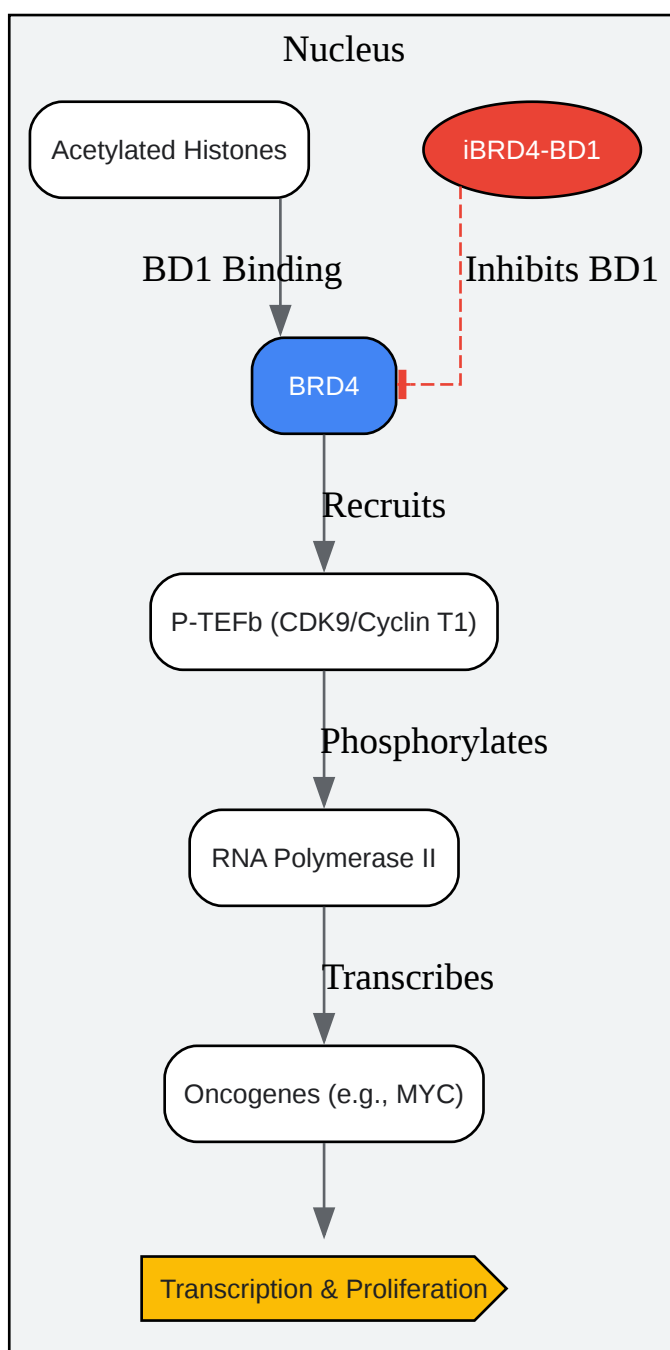 Nucleus
Acetylated Histones
iBRD4-BD1
BD1 Binding
Inhibits BD1
BRD4
Recruits
P-TEFb (CDK9/Cyclin T1)
Phosphorylates
RNA Polymerase II
Transcribes
Oncogenes (e.g., MYC)
Transcription & Proliferation